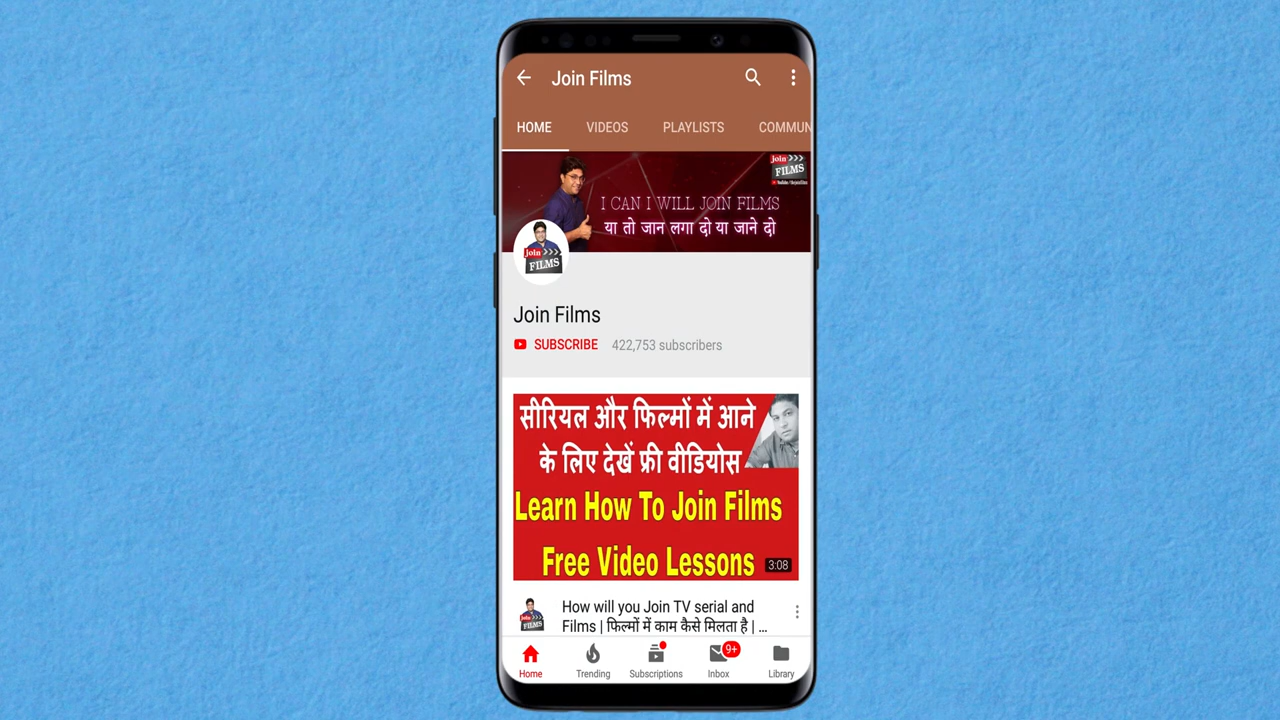 Join Films
HOME VIDEOS PLAYLISTS COMMUN
Join
FILMS
I CAN I WILL JOIN FILMS
या तो जान लगा दो या जाने दो
Join
FILMS
Join Films
SUBSCRIBE 422,753 subscribers
सीरियल और फिल्मों में आने
के लिए देखें फ्री वीडियोस
Learn How To Join Films
Free Video Lessons
3:08
How will you Join TV serial and
Films | फिल्मों में काम कैसे मिलता है | ...
Join
FILMS
9+
Home Trending Subscriptions Inbox Library